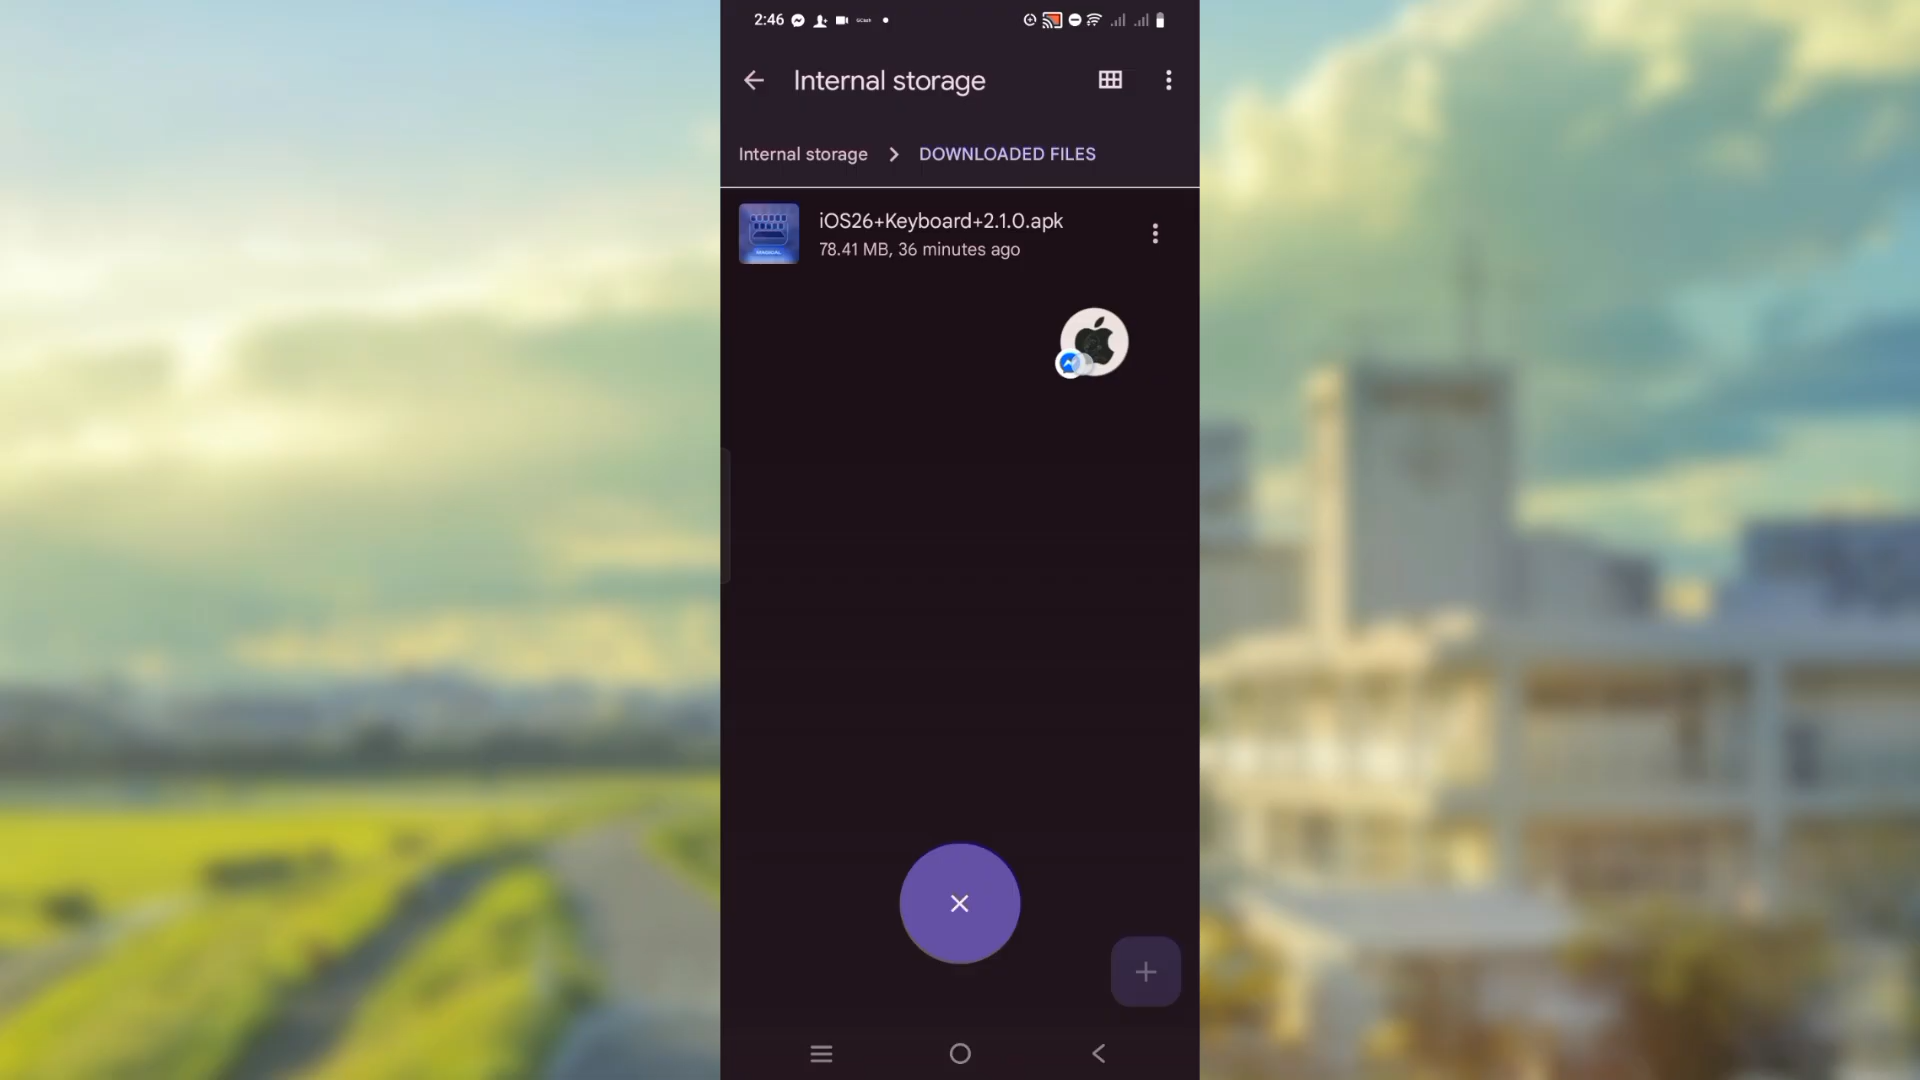 2:46
GCash
Internal storage
Internal storage > DOWNLOADED FILES
iOS26+Keyboard+2.1.0.apk
78.41 MB, 36 minutes ago